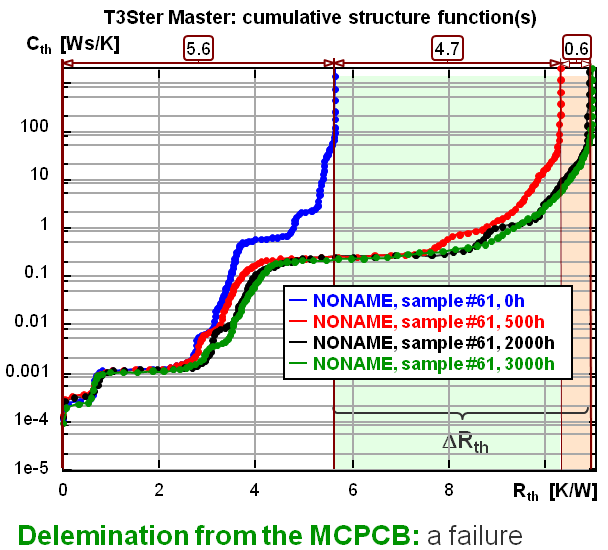 T3Ster Master: cumulative structure function(s)
Cth [Ws/K]
5.6
4.7
0.6
100
10
1
0.1
0.01
0.001
1e-4
1e-5
NONAME, sample #61, 0h
NONAME, sample #61, 500h
NONAME, sample #61, 2000h
NONAME, sample #61, 3000h
ΔRth
0 2 4 6 8 Rth [K/W]
Delemination from the MCPCB: a failure